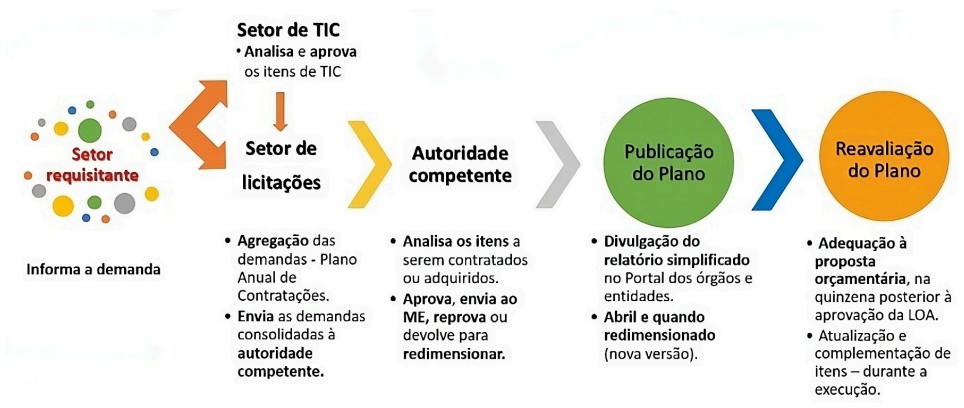 Setor de TIC
• Analisa e aprova
os itens de TIC
Setor
requisitante
Informa a demanda
Setor de
licitações
• Agregação das
demandas - Plano
Anual de
Contratações.
• Envia as demandas
consolidadas à
autoridade
competente.
Autoridade
competente
• Analisa os itens a
serem contratados
ou adquiridos.
• Aprova, envia ao
ME, reprova ou
devolve para
redimensionar.
Publicação
do Plano
• Divulgação do
relatório simplificado
no Portal dos órgãos e
entidades.
• Abril e quando
redimensionado
(nova versão).
Reavaliação
do Plano
• Adequação à
proposta
orçamentária, na
quinzena posterior à
aprovação da LOA.
• Atualização e
complementação de
itens – durante a
execução.